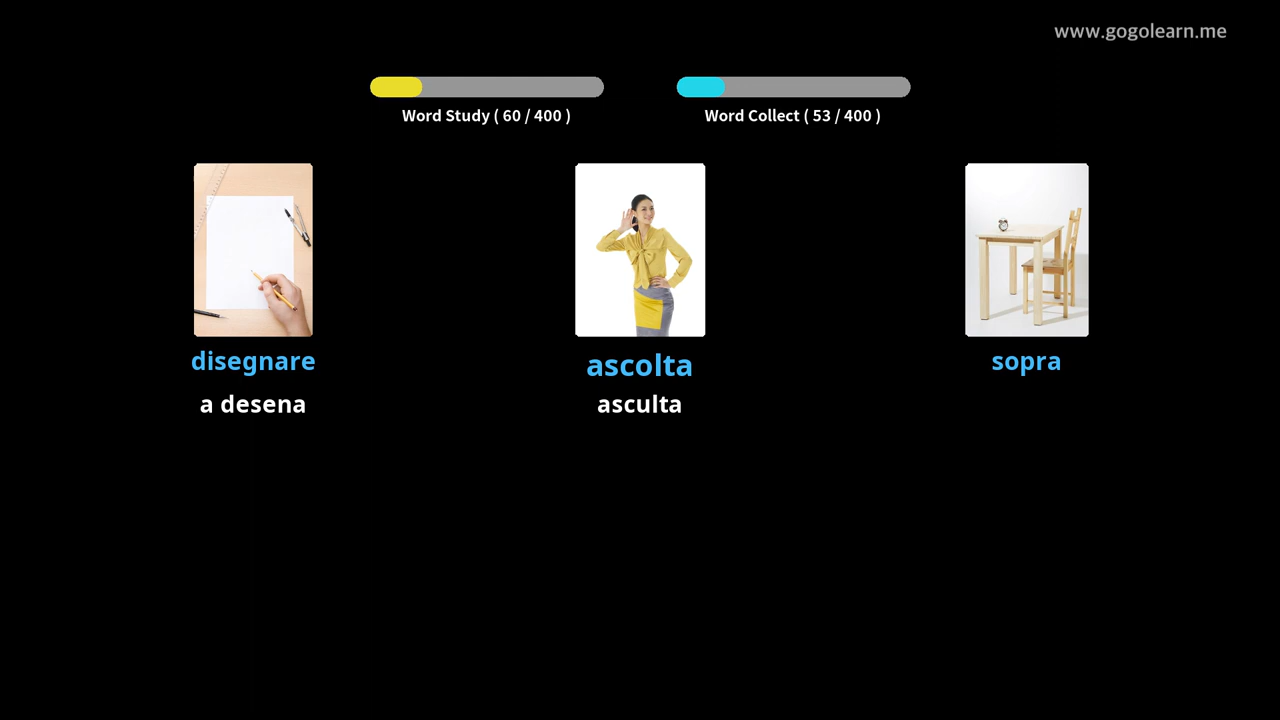 www.gogolearn.me
Word Study ( 60 / 400 )
Word Collect ( 53 / 400 )
disegnare
ascolta
sopra
a desena
asculta